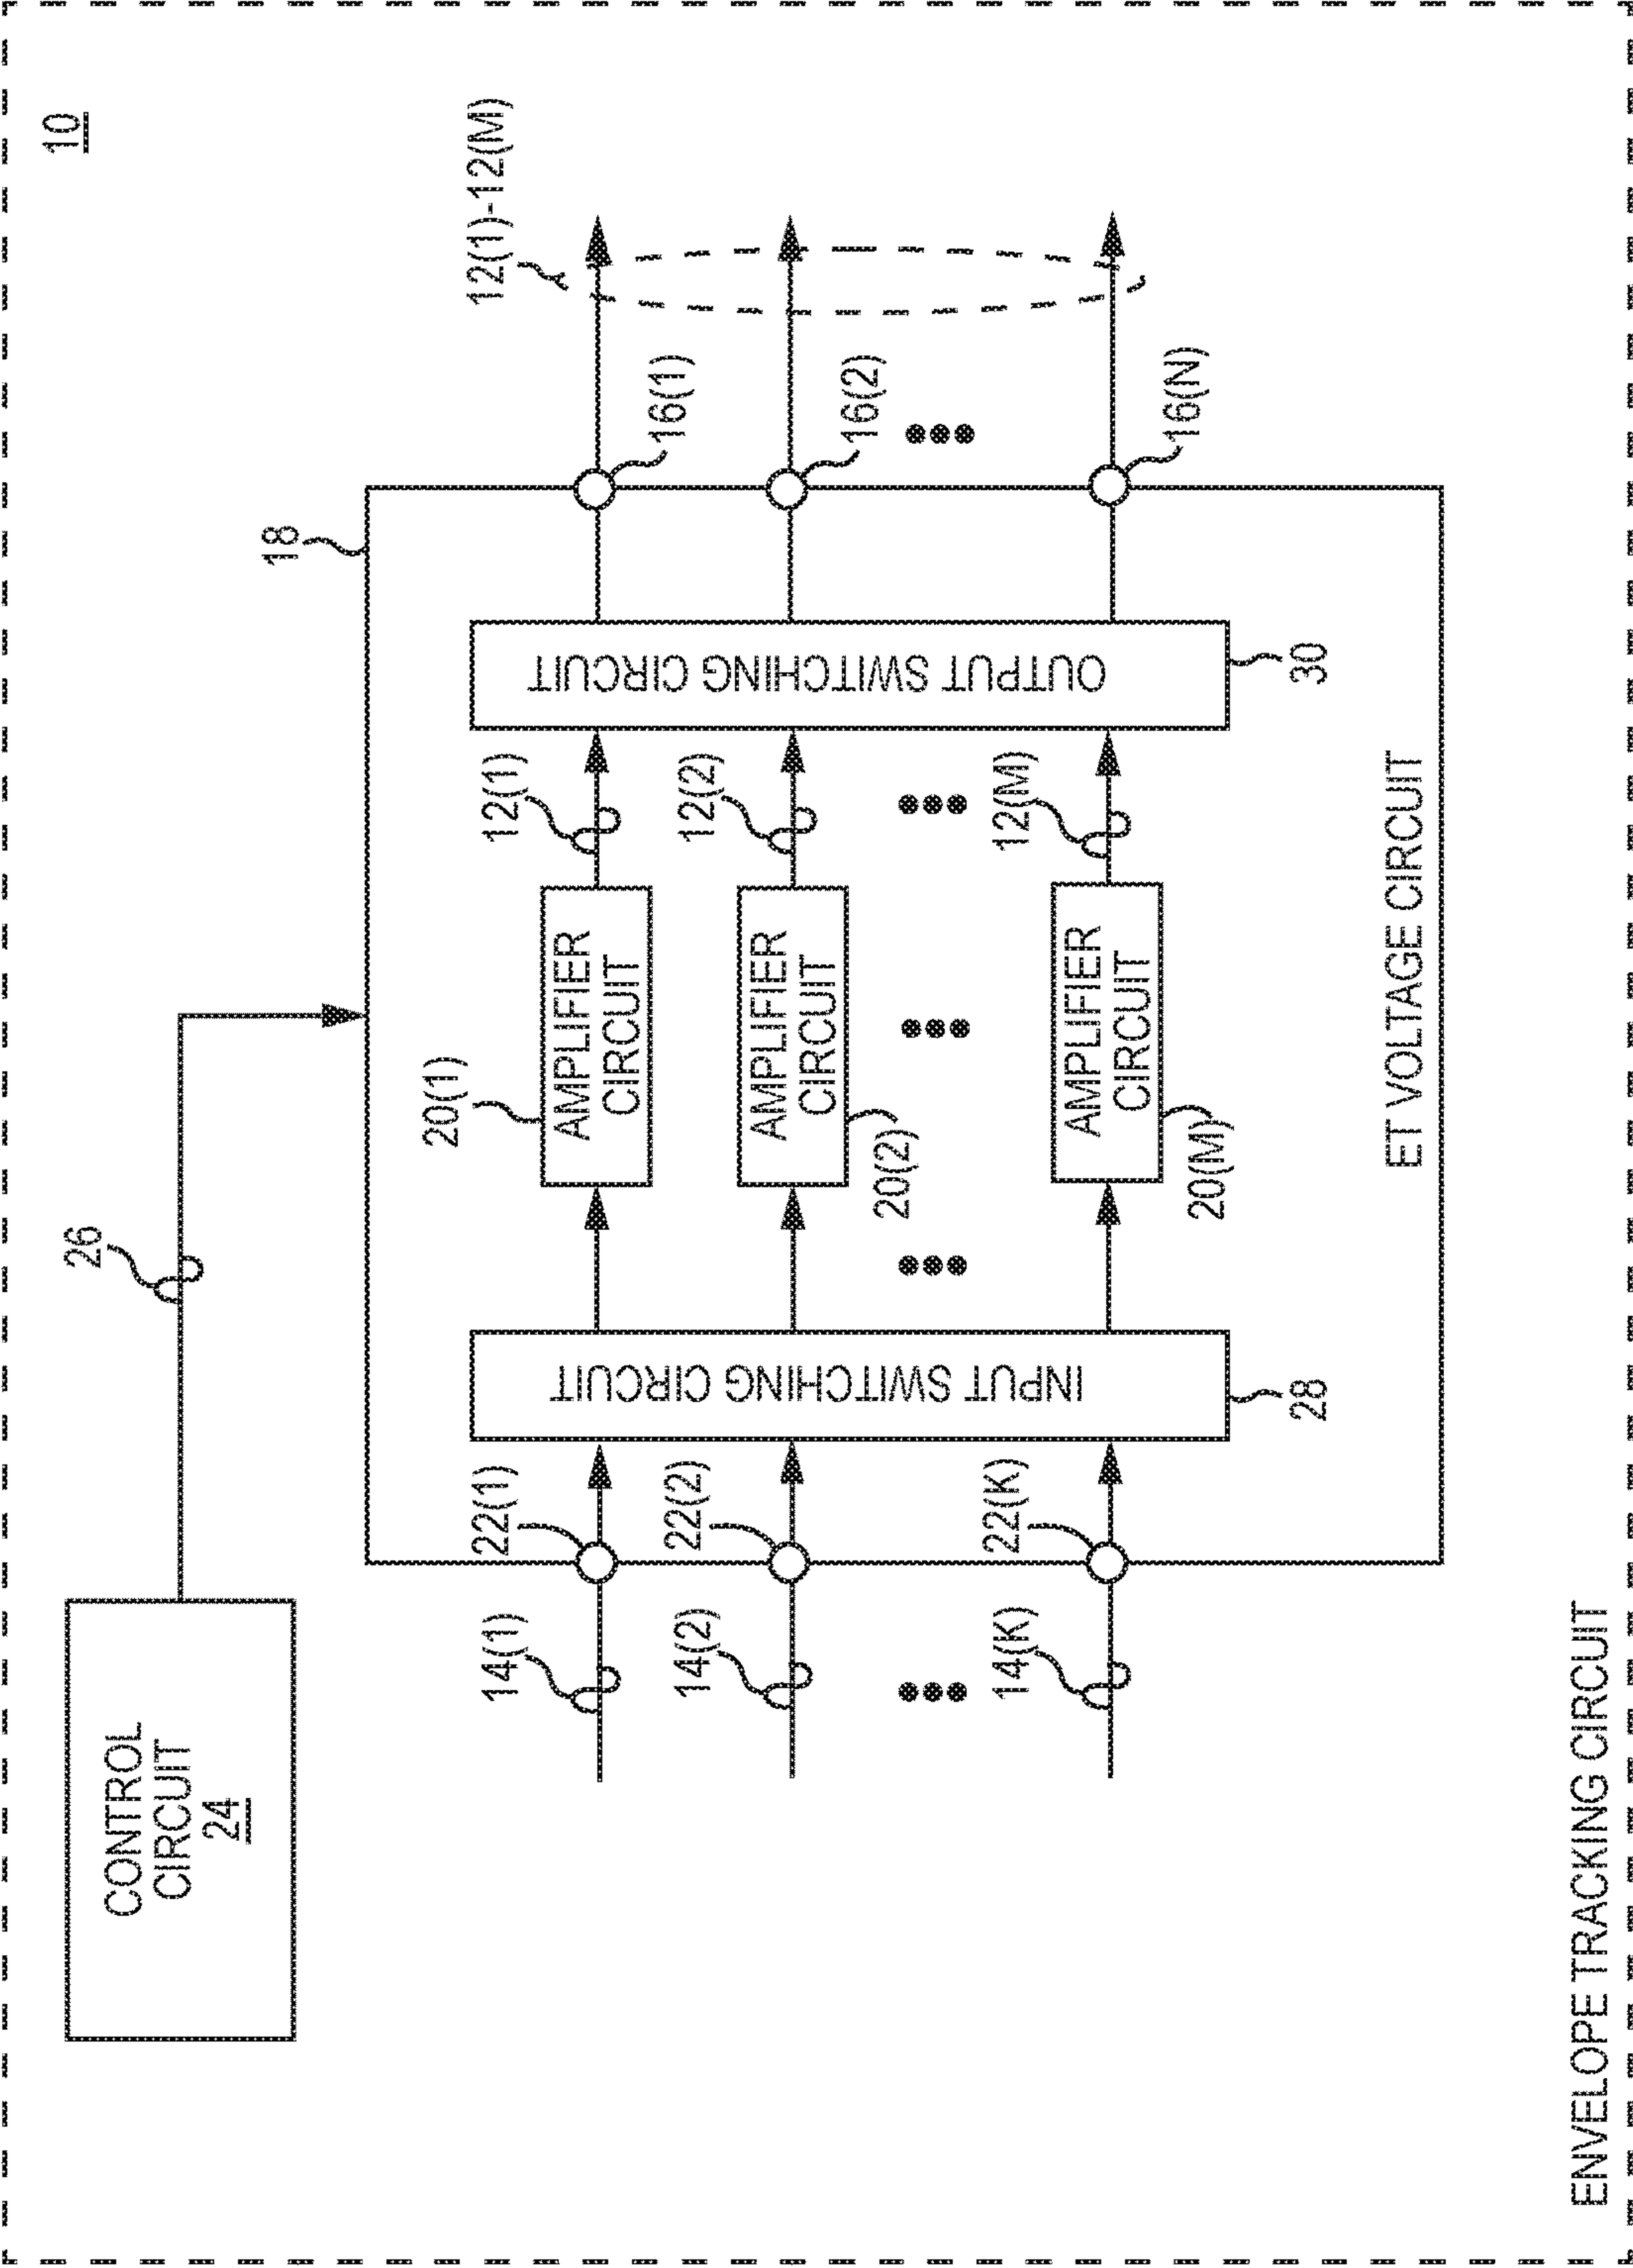 10
CONTROL
CIRCUIT
24
26
18
12(1)-12(M)
14(1)
22(1)
20(1)
AMPLIFIER
CIRCUIT
12(1)
16(1)
14(2)
22(2)
AMPLIFIER
CIRCUIT
20(2)
12(2)
16(2)
INPUT SWITCHING CIRCUIT
OUTPUT SWITCHING CIRCUIT
14(K)
22(K)
AMPLIFIER
CIRCUIT
20(M)
12(M)
16(N)
28
30
ET VOLTAGE CIRCUIT
ENVELOPE TRACKING CIRCUIT